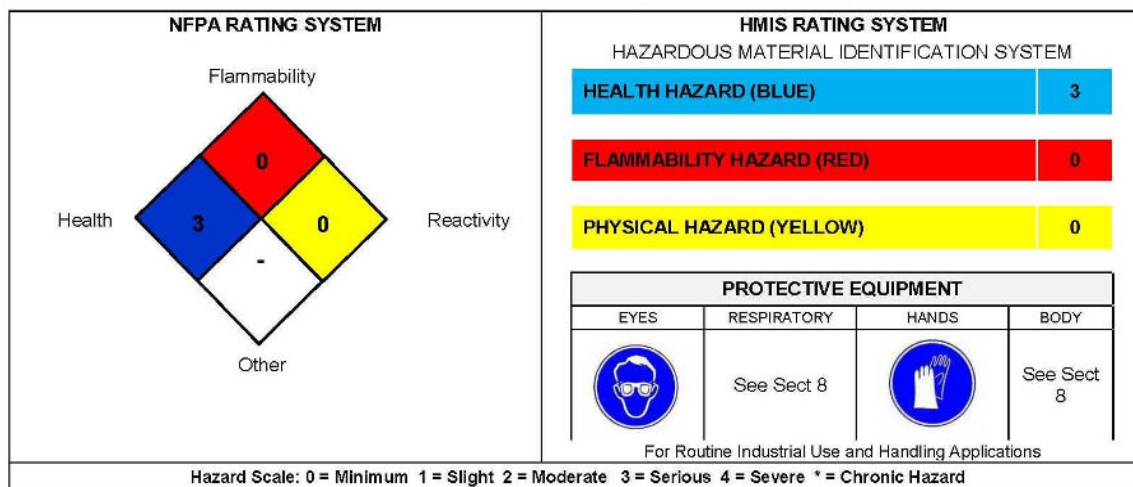 NFPA RATING SYSTEM
Flammability
0
Health
3
0
Reactivity
-
Other
HMIS RATING SYSTEM
HAZARDOUS MATERIAL IDENTIFICATION SYSTEM
HEALTH HAZARD (BLUE) 3
FLAMMABILITY HAZARD (RED) 0
PHYSICAL HAZARD (YELLOW) 0
PROTECTIVE EQUIPMENT
EYES RESPIRATORY HANDS BODY
See Sect 8
See Sect
8
For Routine Industrial Use and Handling Applications
Hazard Scale: 0 = Minimum 1 = Slight 2 = Moderate 3 = Serious 4 = Severe * = Chronic Hazard